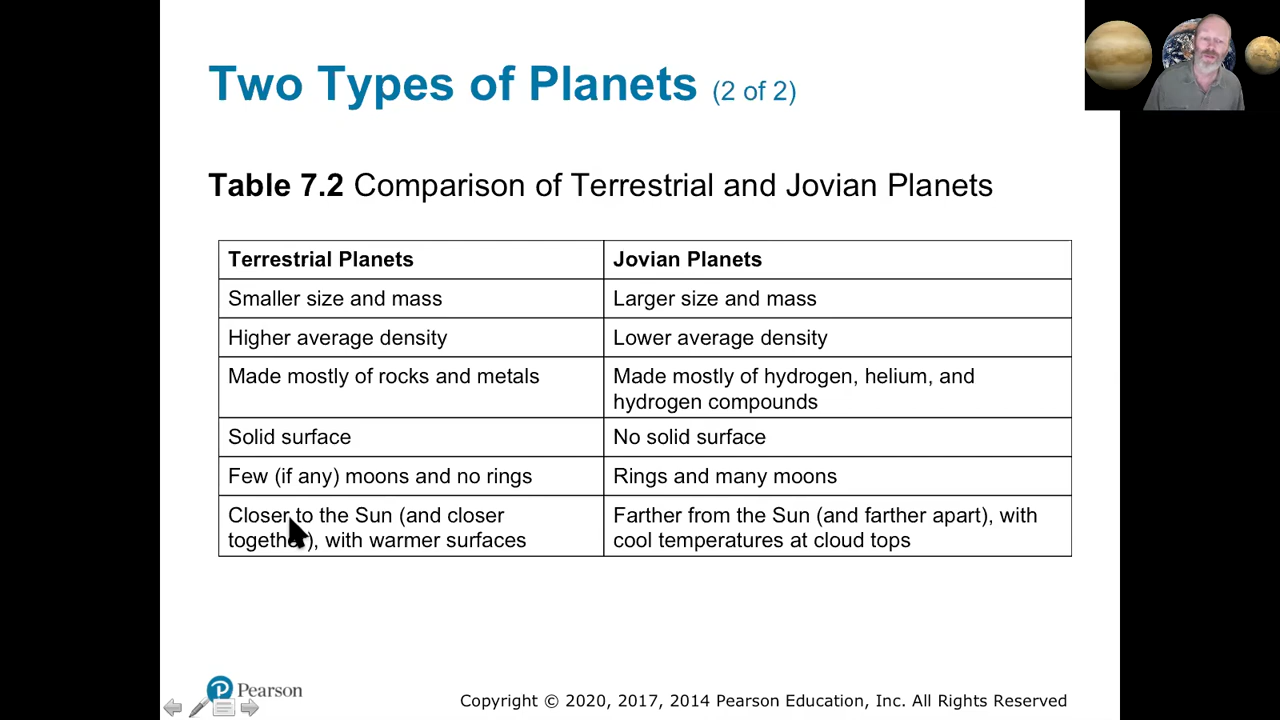 Two Types of Planets (2 of 2)
Table 7.2 Comparison of Terrestrial and Jovian Planets
Terrestrial Planets
Jovian Planets
Smaller size and mass
Larger size and mass
Higher average density
Lower average density
Made mostly of rocks and metals
Made mostly of hydrogen, helium, and
hydrogen compounds
Solid surface
No solid surface
Few (if any) moons and no rings
Rings and many moons
Closer to the Sun (and closer
together), with warmer surfaces
Farther from the Sun (and farther apart), with
cool temperatures at cloud tops
P Pearson
Copyright © 2020, 2017, 2014 Pearson Education, Inc. All Rights Reserved